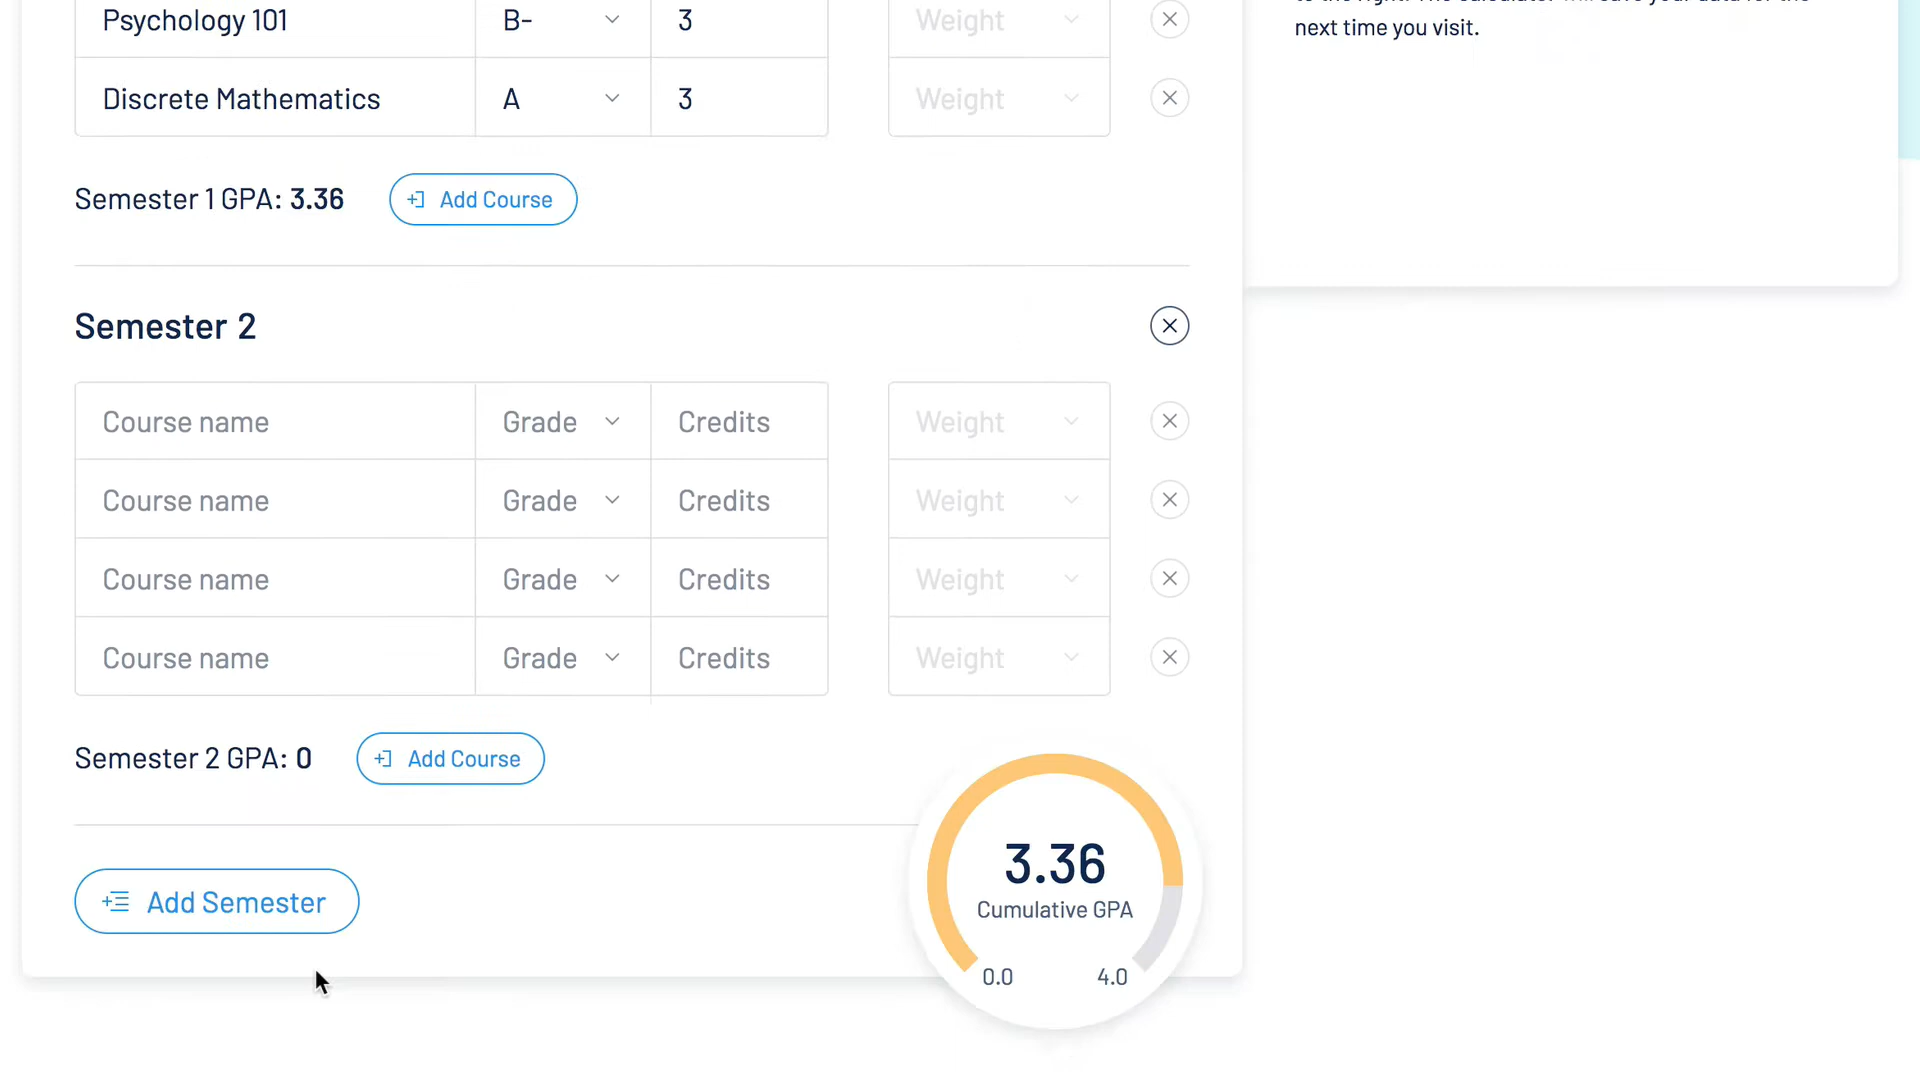 next time you visit.
Psychology 101 B- 3 Weight
Discrete Mathematics A 3 Weight
Semester 1 GPA: 3.36 Add Course
Semester 2
Course name Grade Credits Weight
Course name Grade Credits Weight
Course name Grade Credits Weight
Course name Grade Credits Weight
Semester 2 GPA: 0 Add Course
Add Semester
3.36
Cumulative GPA
0.0 4.0